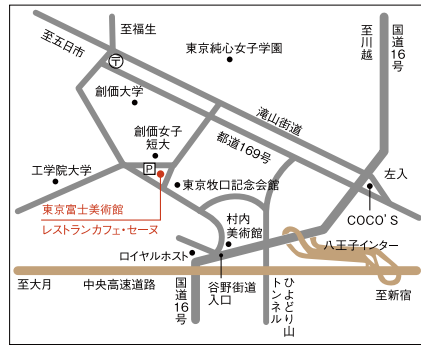 至五日市
至福生
東京純心女子学園
至川越
国道16号
〒
創価大学
滝山街道
創価女子
短大
都道169号
P
工学院大学
左入
東京牧口記念会館
東京富士美術館
レストランカフェ・セーヌ
COCO'S
村内
美術館
八王子インター
ロイヤルホスト
至大月
中央高速道路
国道16号
谷野街道
入口
ひよどり山
トンネル
至新宿